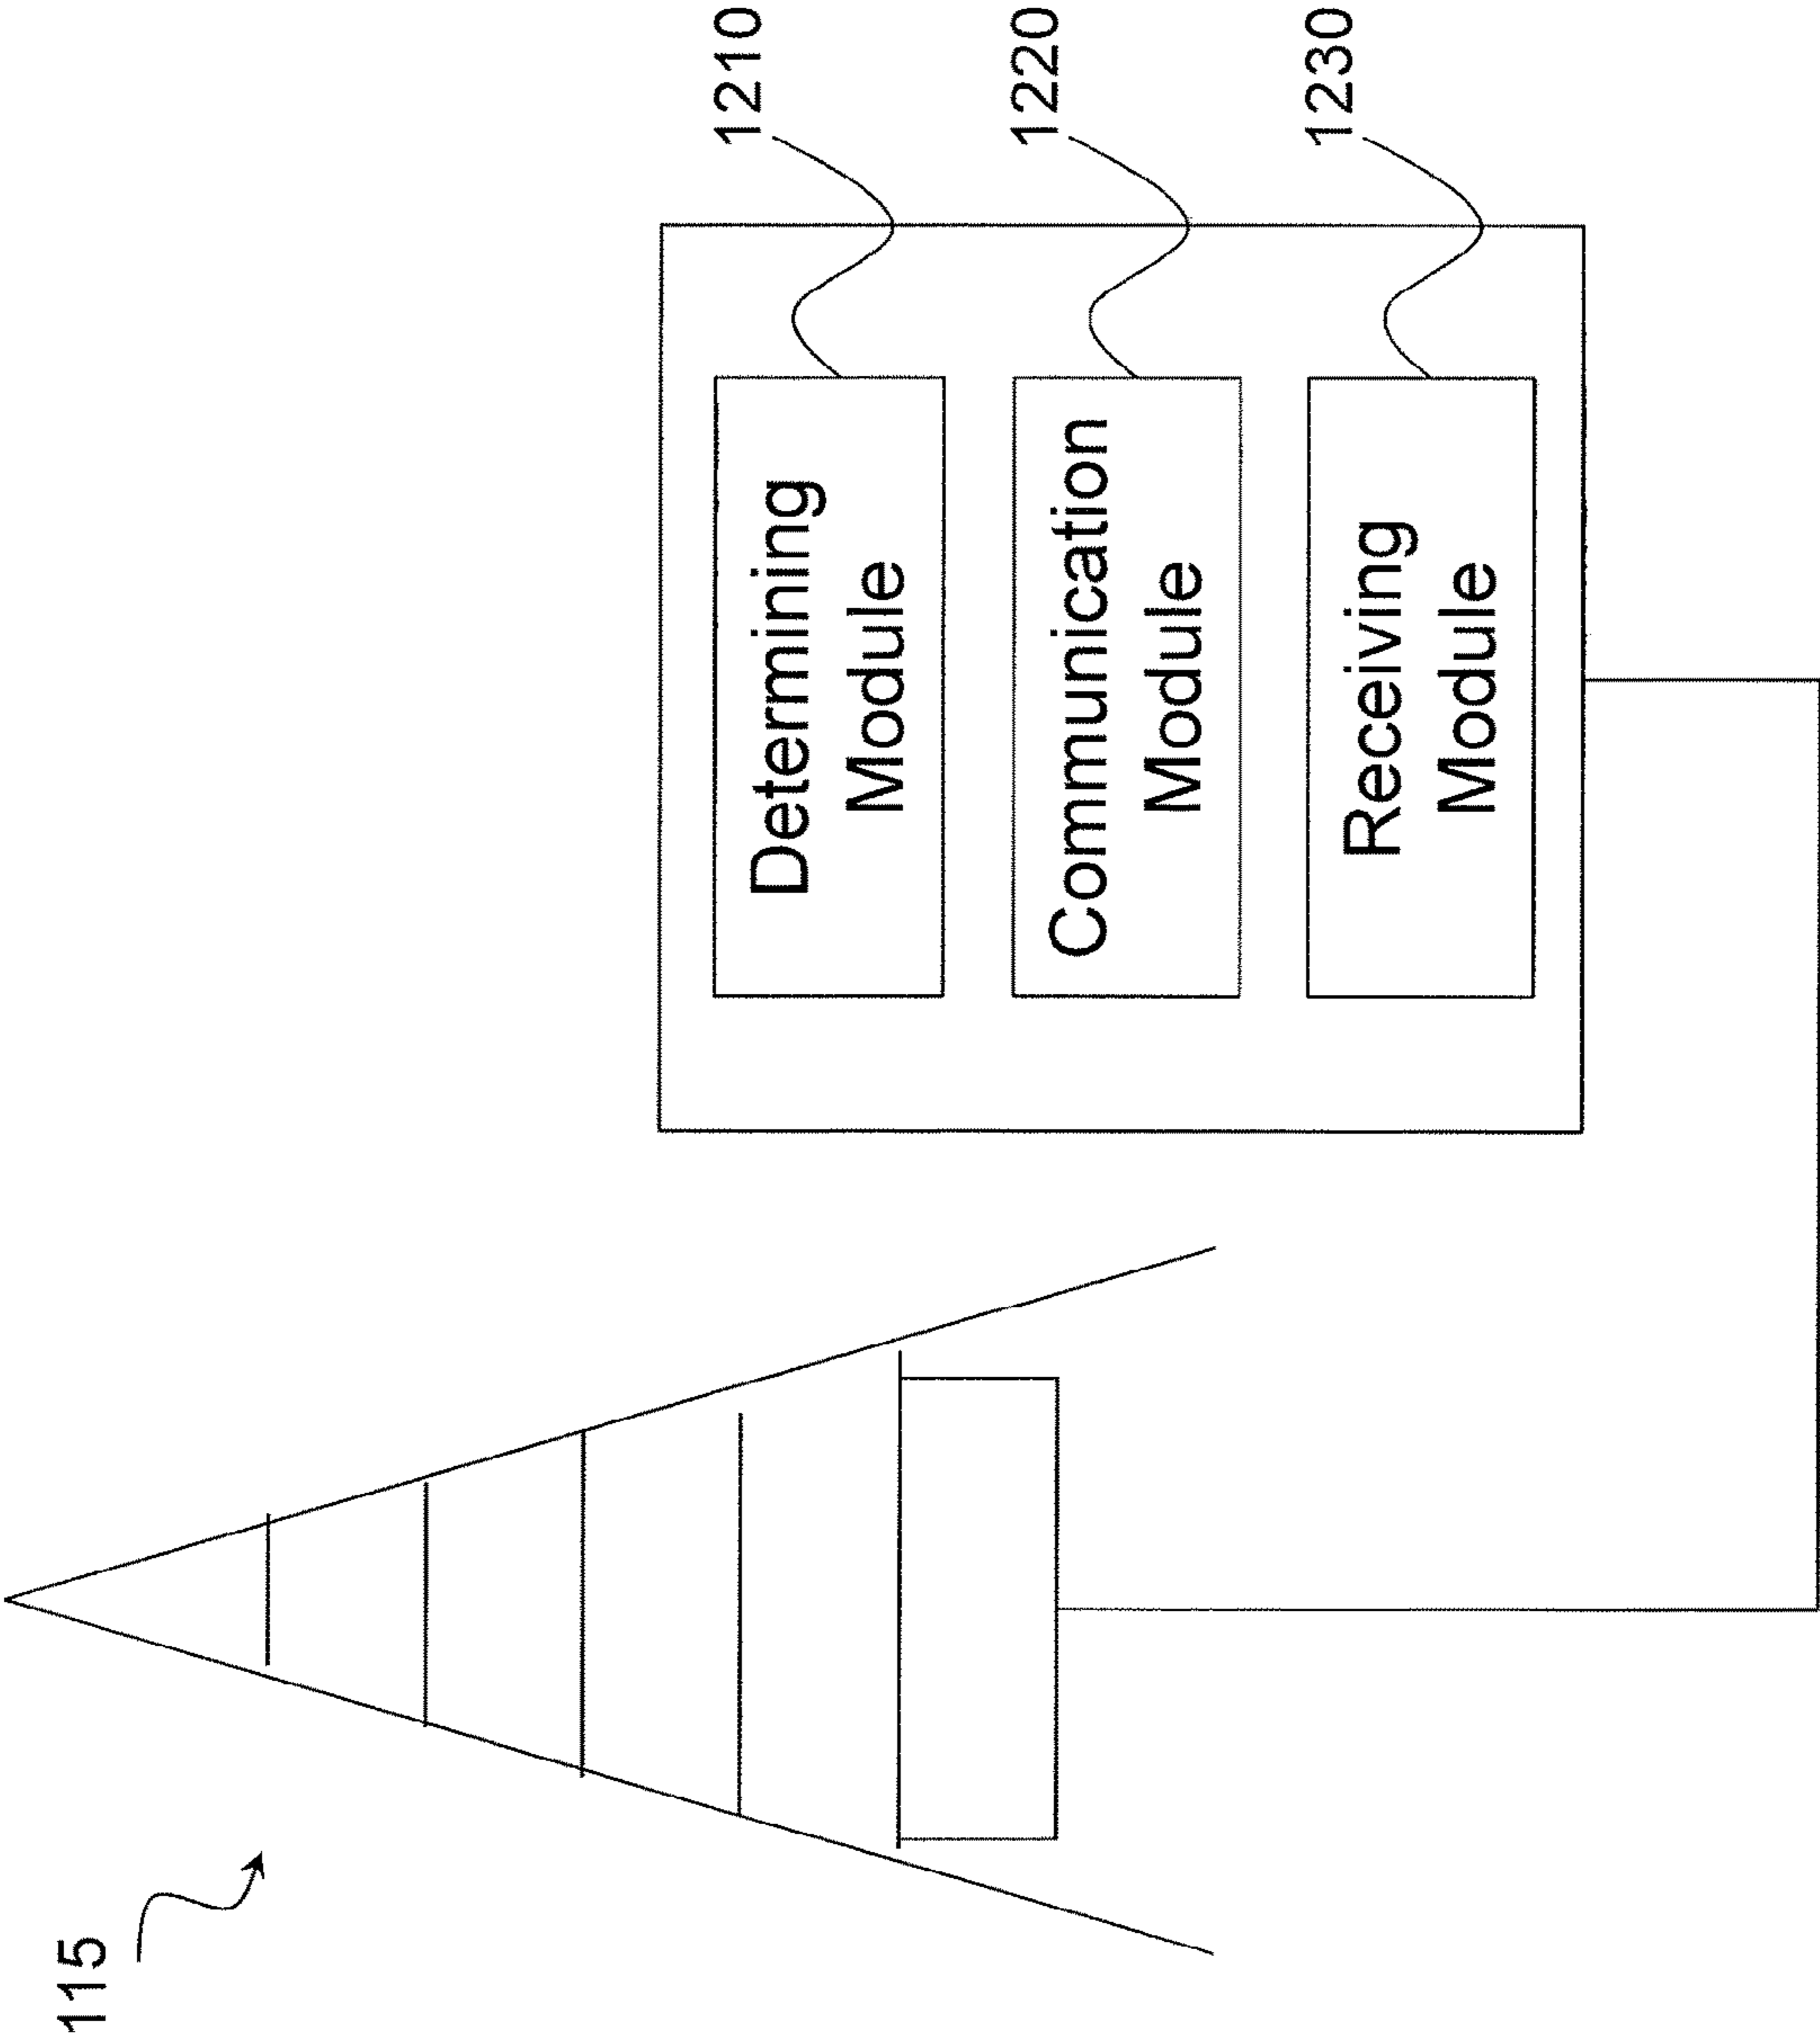 115
Determining
Module
1210
Communication
Module
1220
Receiving
Module
1230